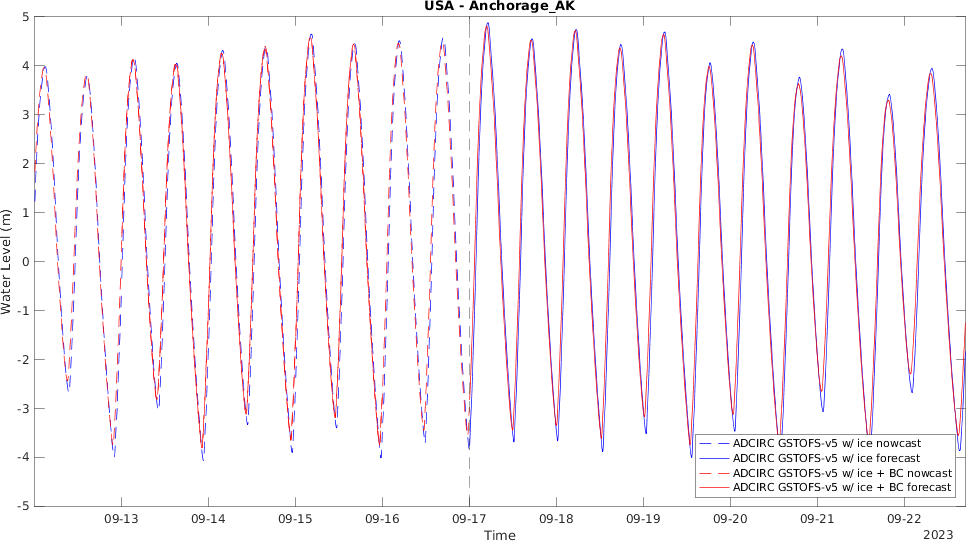 USA - Anchorage_AK
5
4
3
2
1
0
-1
-2
-3
-4
-5
Water Level (m)
ADCIRC GSTOFS-v5 w/ ice nowcast
ADCIRC GSTOFS-v5 w/ ice forecast
ADCIRC GSTOFS-v5 w/ ice + BC nowcast
ADCIRC GSTOFS-v5 w/ ice + BC forecast
09-13 09-14 09-15 09-16 09-17 09-18 09-19 09-20 09-21 09-22
Time
2023